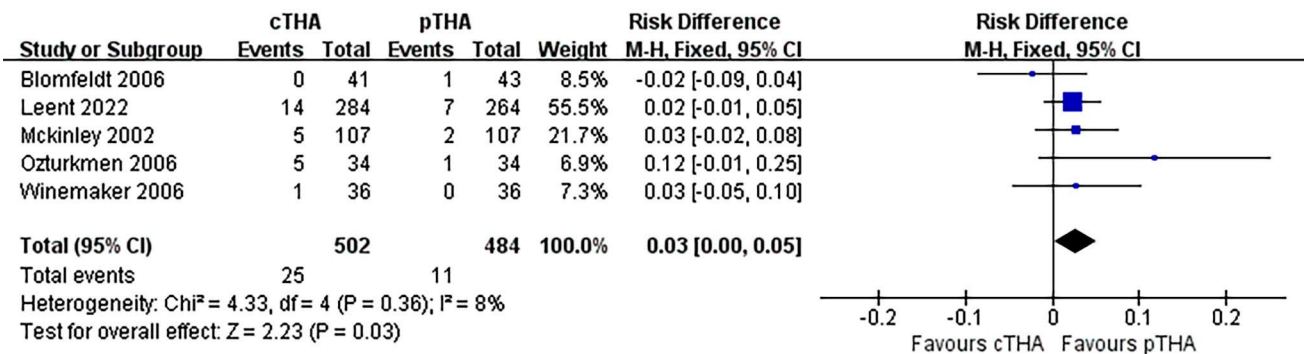 cTHA pTHA Risk Difference Risk Difference
Study or Subgroup Events Total Events Total Weight M-H, Fixed, 95% CI M-H, Fixed, 95% CI
Blomfeldt 2006 0 41 1 43 8.5% -0.02 [-0.09, 0.04]
Leent 2022 14 284 7 264 55.5% 0.02 [-0.01, 0.05]
Mckinley 2002 5 107 2 107 21.7% 0.03 [-0.02, 0.08]
Ozturkmen 2006 5 34 1 34 6.9% 0.12 [-0.01, 0.25]
Winemaker 2006 1 36 0 36 7.3% 0.03 [-0.05, 0.10]
Total (95% CI) 502 484 100.0% 0.03 [0.00, 0.05]
Total events 25 11
Heterogeneity: Chi² = 4.33, df = 4 (P = 0.36); I² = 8%
Test for overall effect: Z = 2.23 (P = 0.03)
-0.2 -0.1 0 0.1 0.2
Favours cTHA Favours pTHA